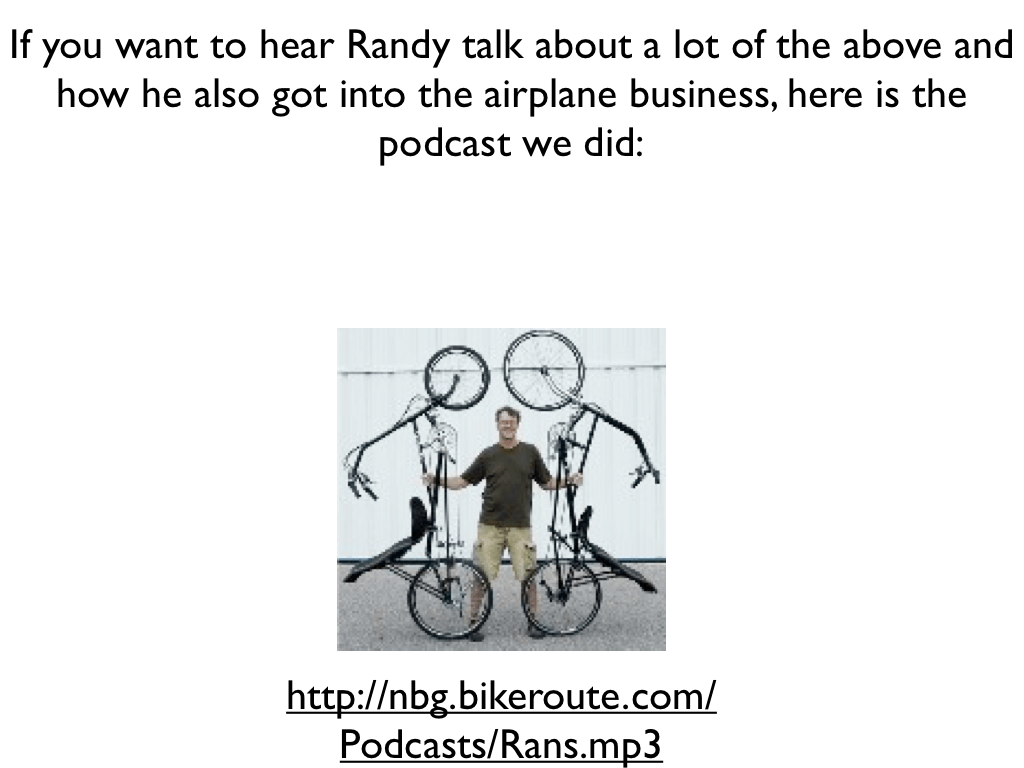 If you want to hear Randy talk about a lot of the above and
how he also got into the airplane business, here is the
podcast we did:
http://nbg.bikeroute.com/
Podcasts/Rans.mp3